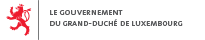 LE GOUVERNEMENT
DU GRAND-DUCHÉ DE LUXEMBOURG